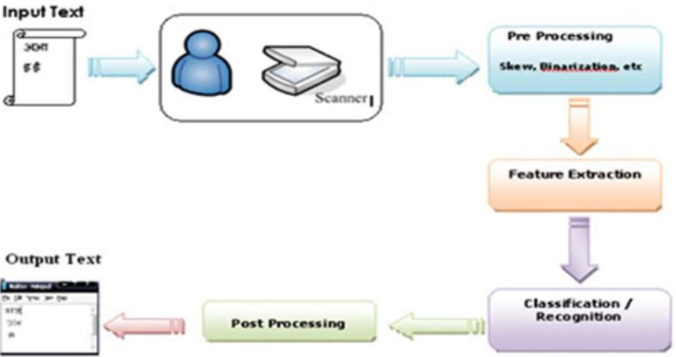 Input Text
Scanner
Pre Processing
Skew, Binarization, etc
Feature Extraction
Classification /
Recognition
Post Processing
Output Text